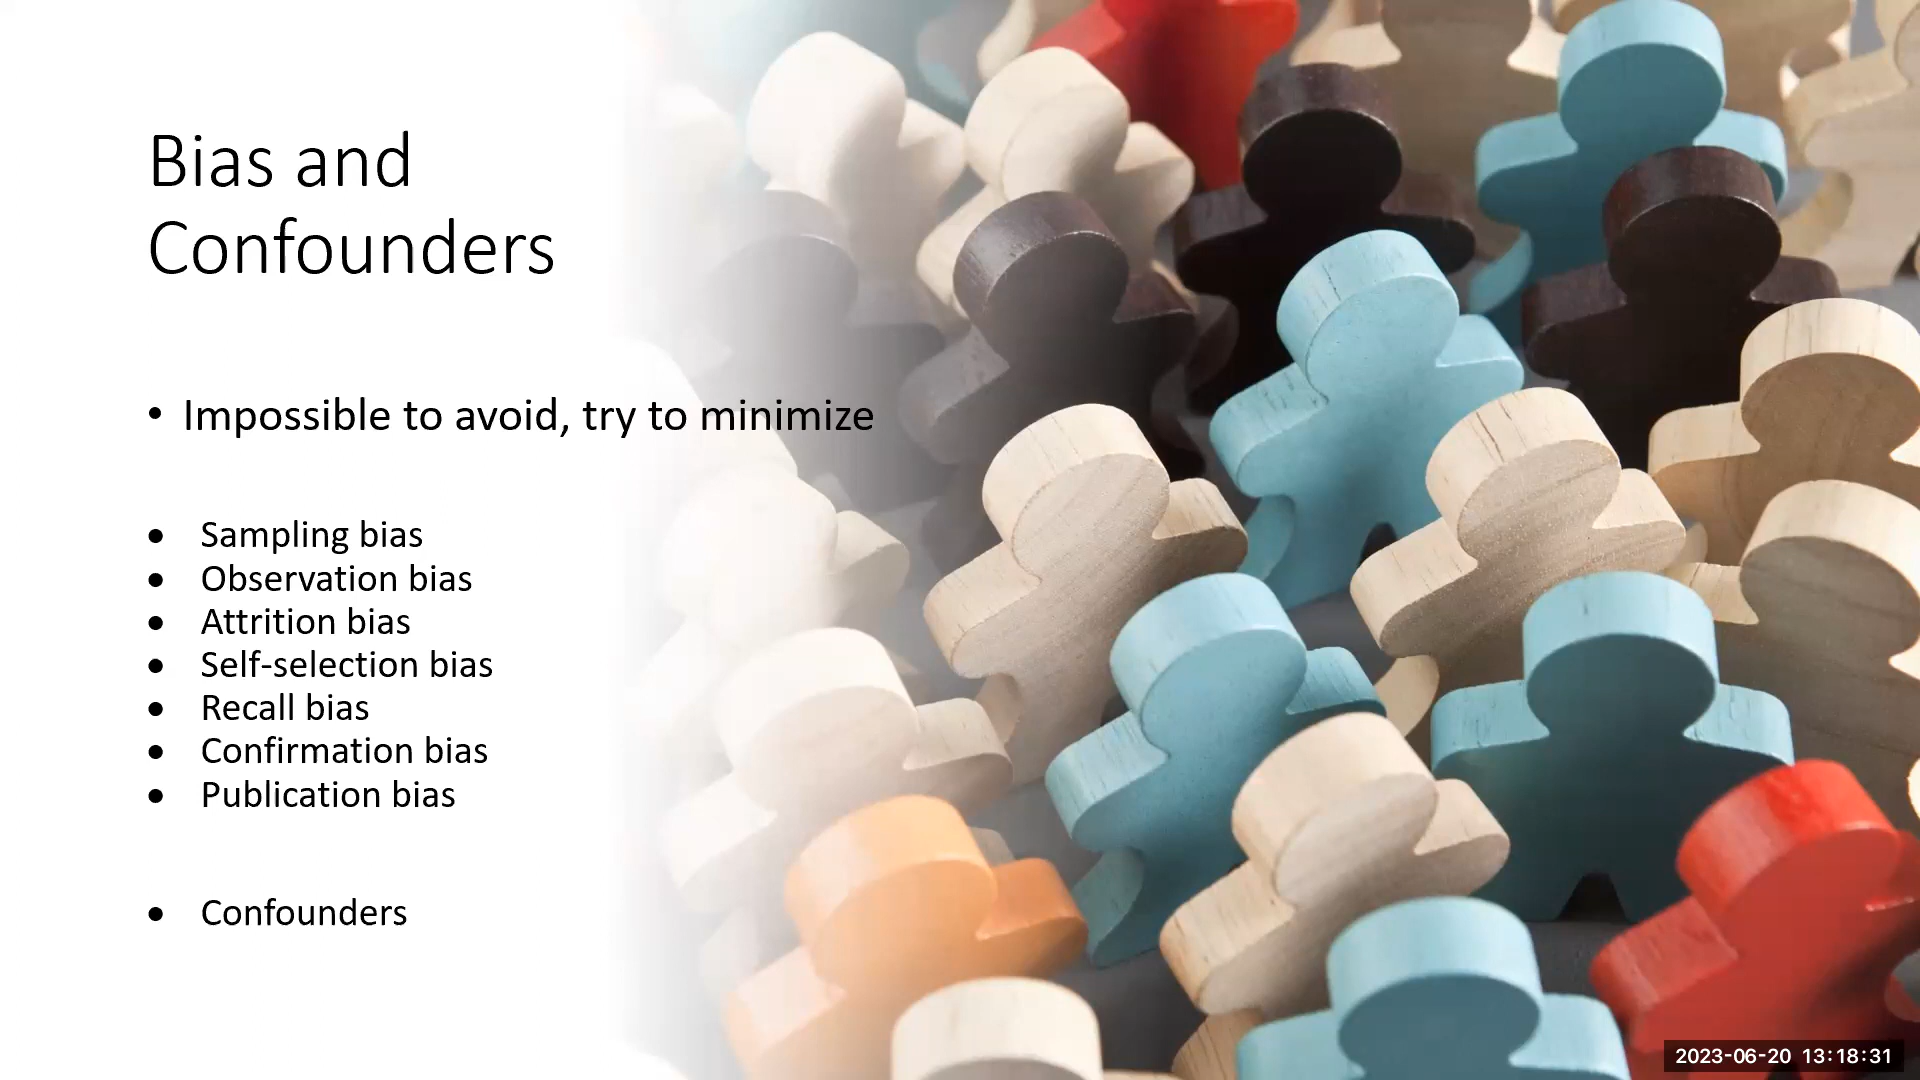 Bias and
Confounders
• Impossible to avoid, try to minimize
• Sampling bias
• Observation bias
• Attrition bias
• Self-selection bias
• Recall bias
• Confirmation bias
• Publication bias
• Confounders
2023-06-20 13:18:31